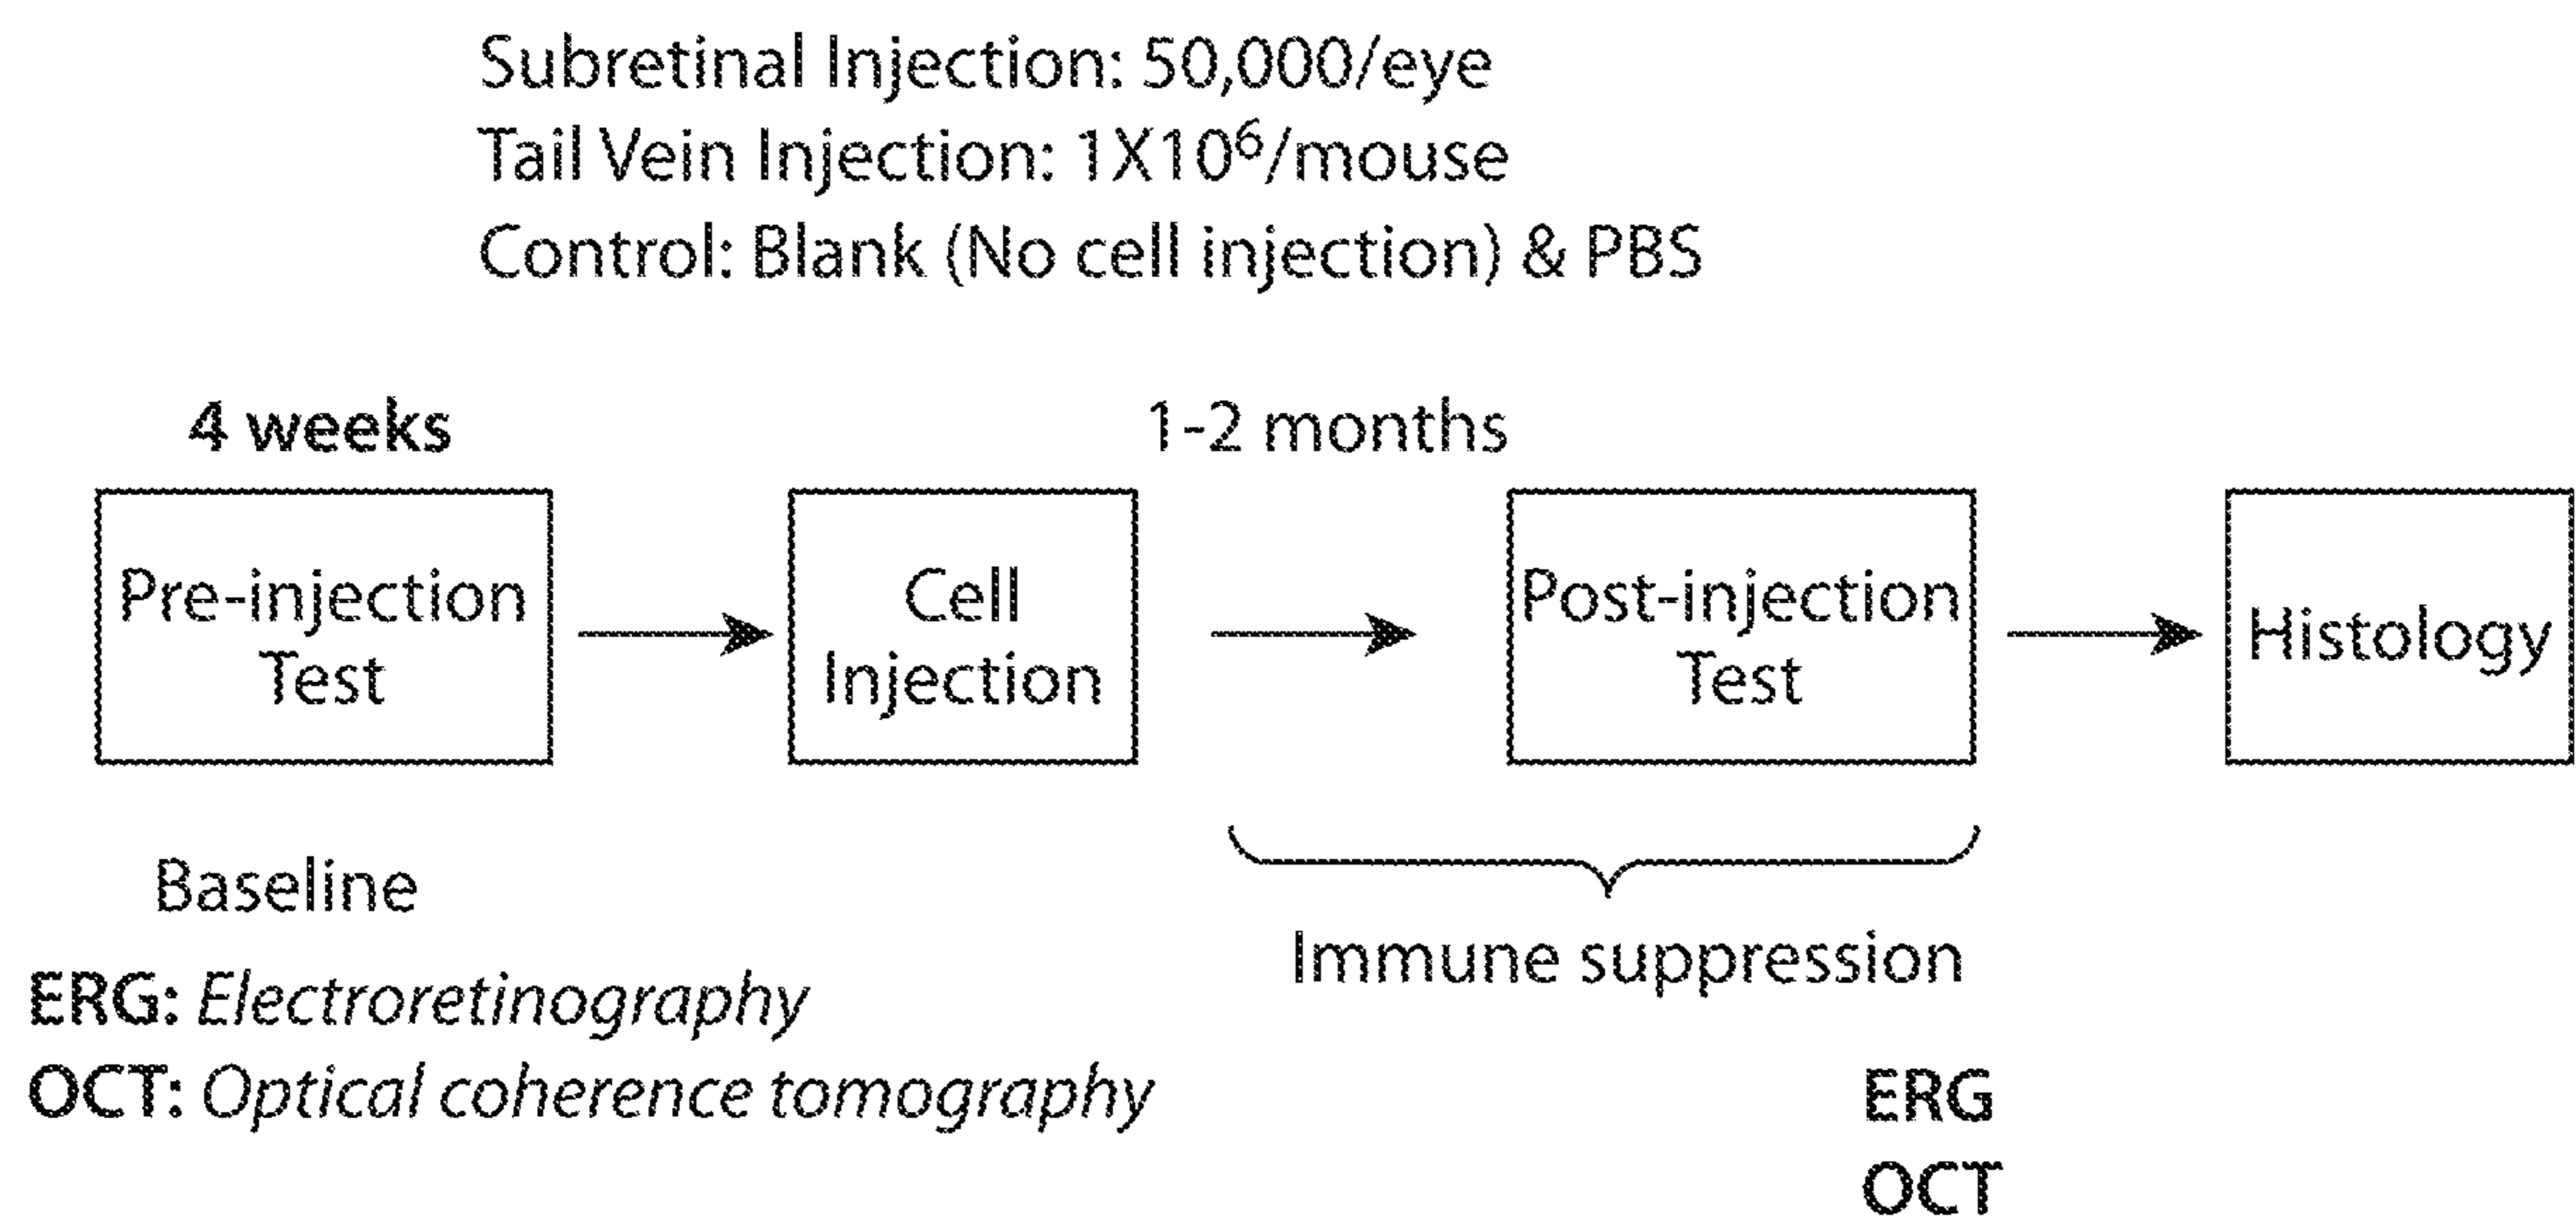 Subretinal Injection: 50,000/eye
Tail Vein Injection: 1X10⁶/mouse
Control: Blank (No cell injection) & PBS
4 weeks
1-2 months
Pre-injection
Test
Cell
Injection
Post-injection
Test
Histology
Baseline
Immune suppression
ERG: Electroretinography
OCT: Optical coherence tomography
ERG
OCT